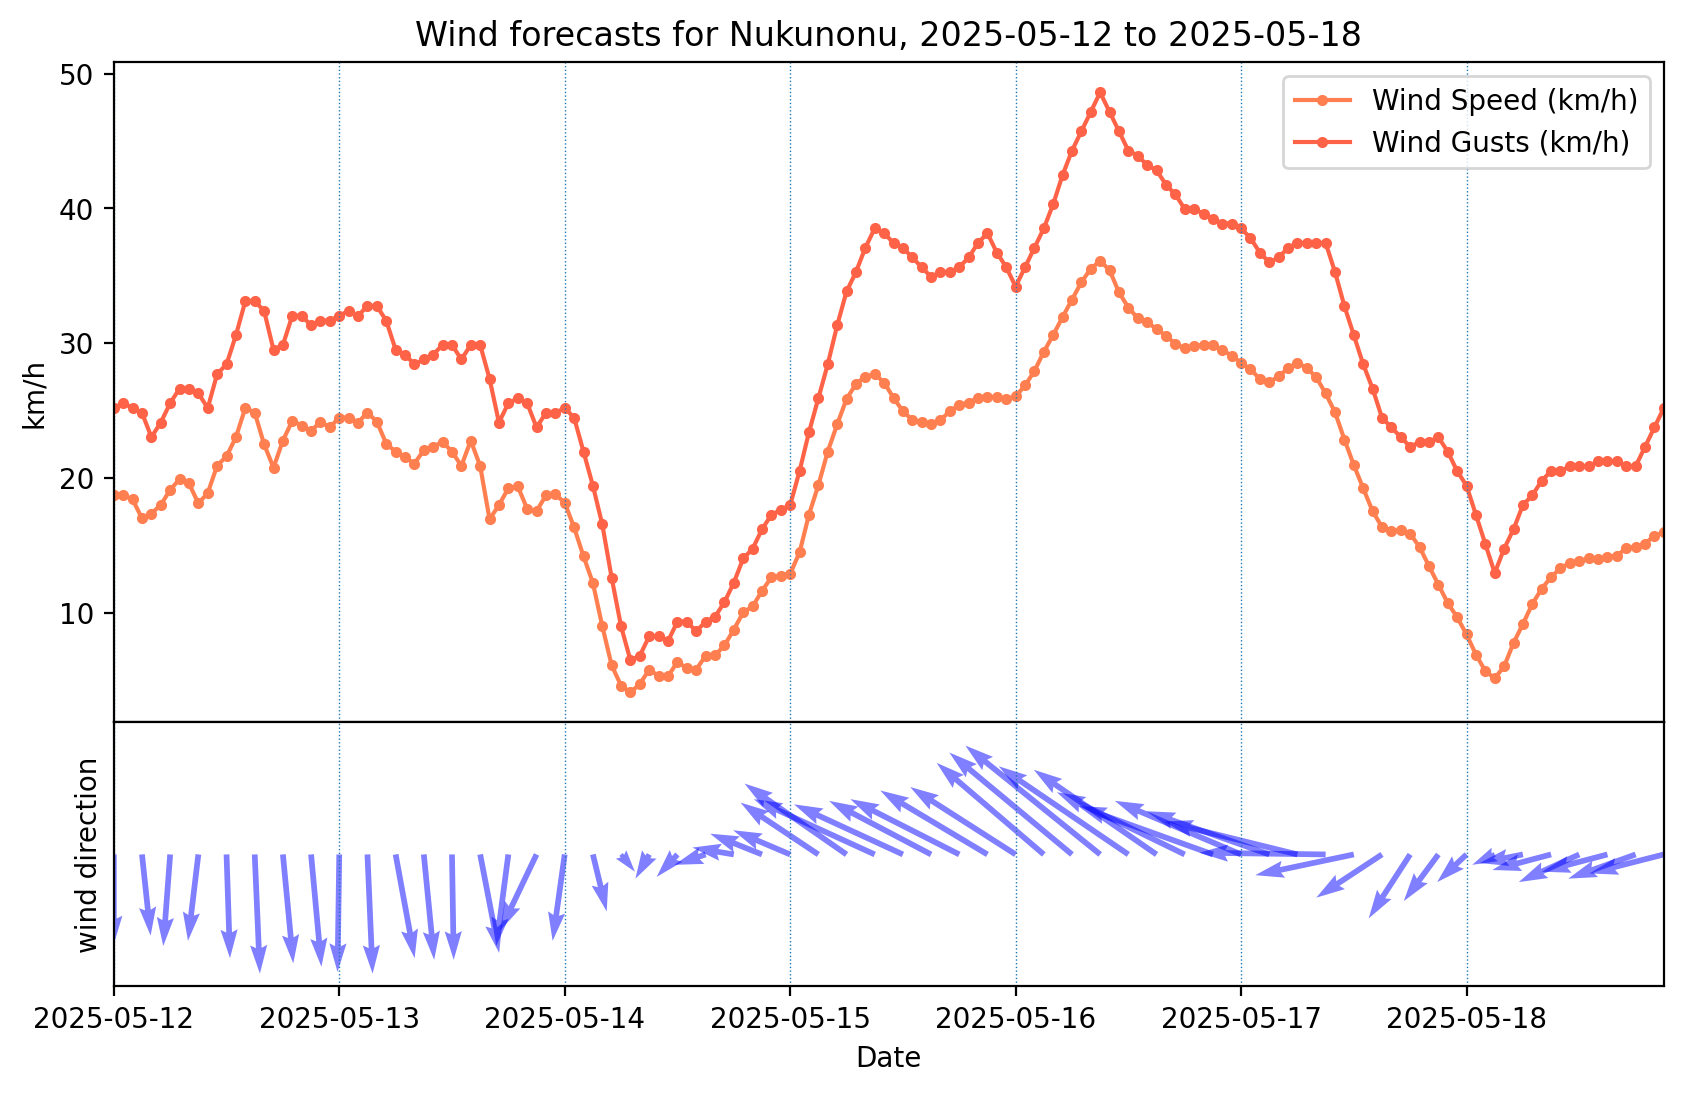 Wind forecasts for Nukunonu, 2025-05-12 to 2025-05-18
50
40
30
20
10
km/h
Wind Speed (km/h)
Wind Gusts (km/h)
wind direction
2025-05-12
2025-05-13
2025-05-14
2025-05-15
2025-05-16
2025-05-17
2025-05-18
Date